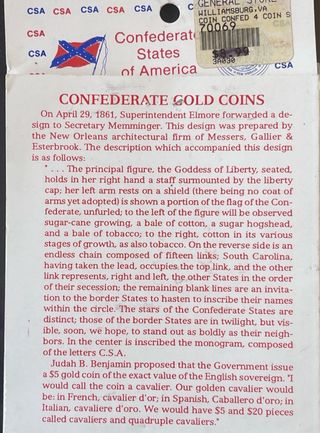 GENERAL STORE
WILLIAMSBURG, VA
COIN CONFED 4 COIN S
70069
$8.99
3A030
CSA CSA CSA
CSA
CSA
CSA CSA
Confederate
States
of America
CONFEDERATE GOLD COINS
On April 29, 1861, Superintendent Elmore forwarded a de-
sign to Secretary Memminger. This design was prepared by
the New Orleans architectural firm of Messers, Gallier &
Esterbrook. The description which accompanied this design
is as follows:
". . . The principal figure, the Goddess of Liberty, seated,
holds in her right hand a staff surmounted by the liberty
cap; her left arm rests on a shield (there being no coat of
arms yet adopted) is shown a portion of the flag of the Con-
federate, unfurled; to the left of the figure will be observed
sugar-cane growing, a bale of cotton, a sugar hogshead,
and a bale of tobacco; to the right, cotton in its various
stages of growth, as also tobacco. On the reverse side is an
endless chain composed of fifteen links; South Carolina,
having taken the lead, occupies the top link, and the other
link represents, right and left, the other States in the order
of their secession; the remaining blank lines are an invita-
tion to the border States to hasten to inscribe their names
within the circle. The stars of the Confederate States are
distinct; those of the border States are in twilight, but vis-
ible, soon, we hope, to stand out as boldly as their neigh-
bors. In the center is inscribed the monogram, composed
of the letters C.S.A.
Judah B. Benjamin proposed that the Government issue
a $5 gold coin of the exact value of the English sovereign. "I
would call the coin a cavalier. Our golden cavalier would
be: in French, cavalier d'or; in Spanish, Caballero d'oro; in
Italian, cavaliere d'oro. We would have $5 and $20 pieces
called cavaliers and quadruple cavaliers."